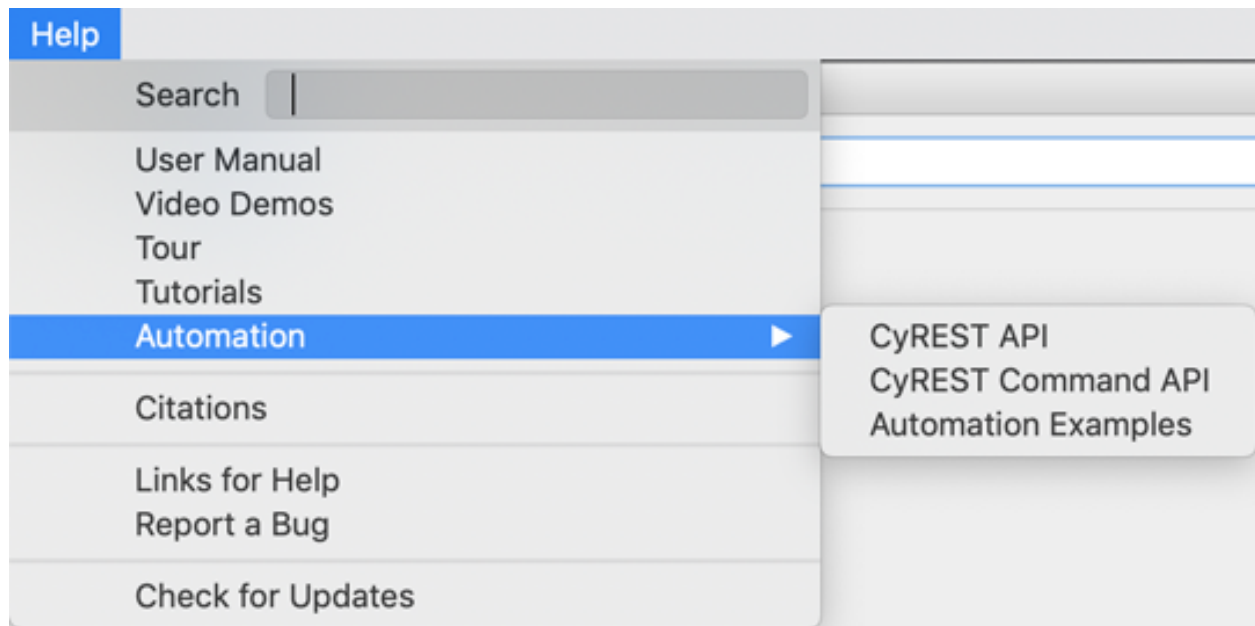 Help
Search
User Manual
Video Demos
Tour
Tutorials
Automation
CyREST API
CyREST Command API
Automation Examples
Citations
Links for Help
Report a Bug
Check for Updates